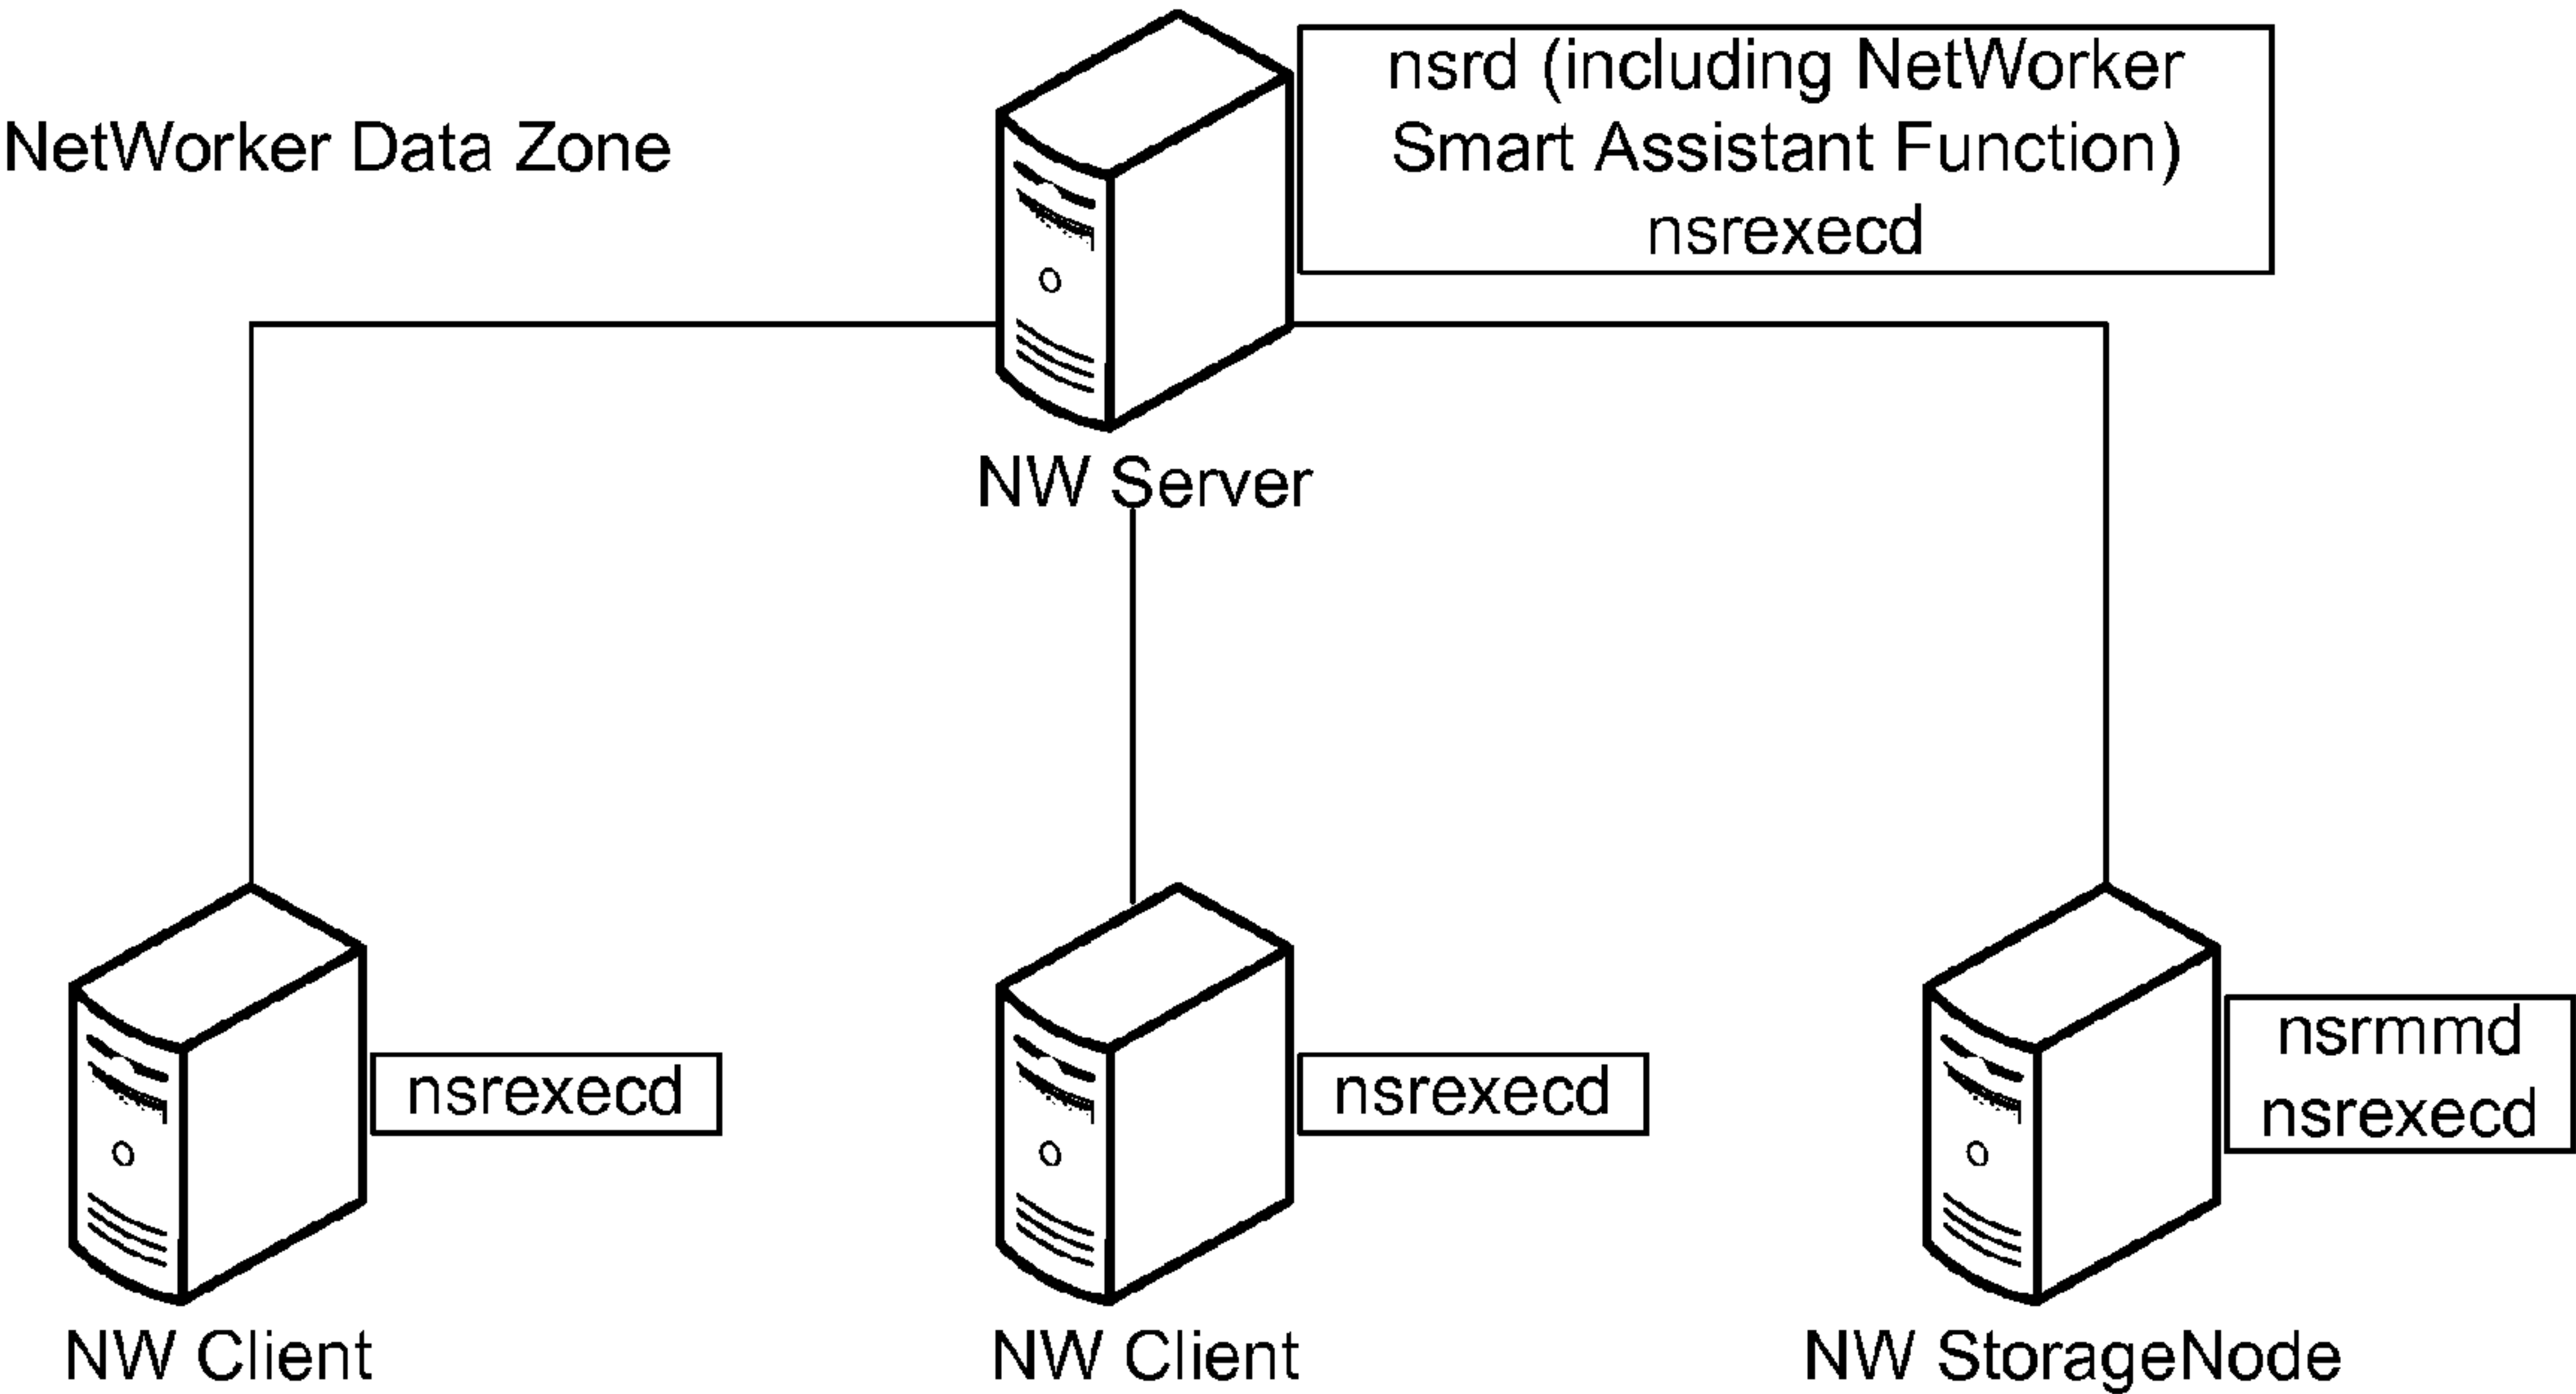 nsrd (including NetWorker
Smart Assistant Function)
nsrexecd
NetWorker Data Zone
NW Server
nsrexecd
nsrexecd
nsrmmd
nsrexecd
NW Client
NW Client
NW StorageNode